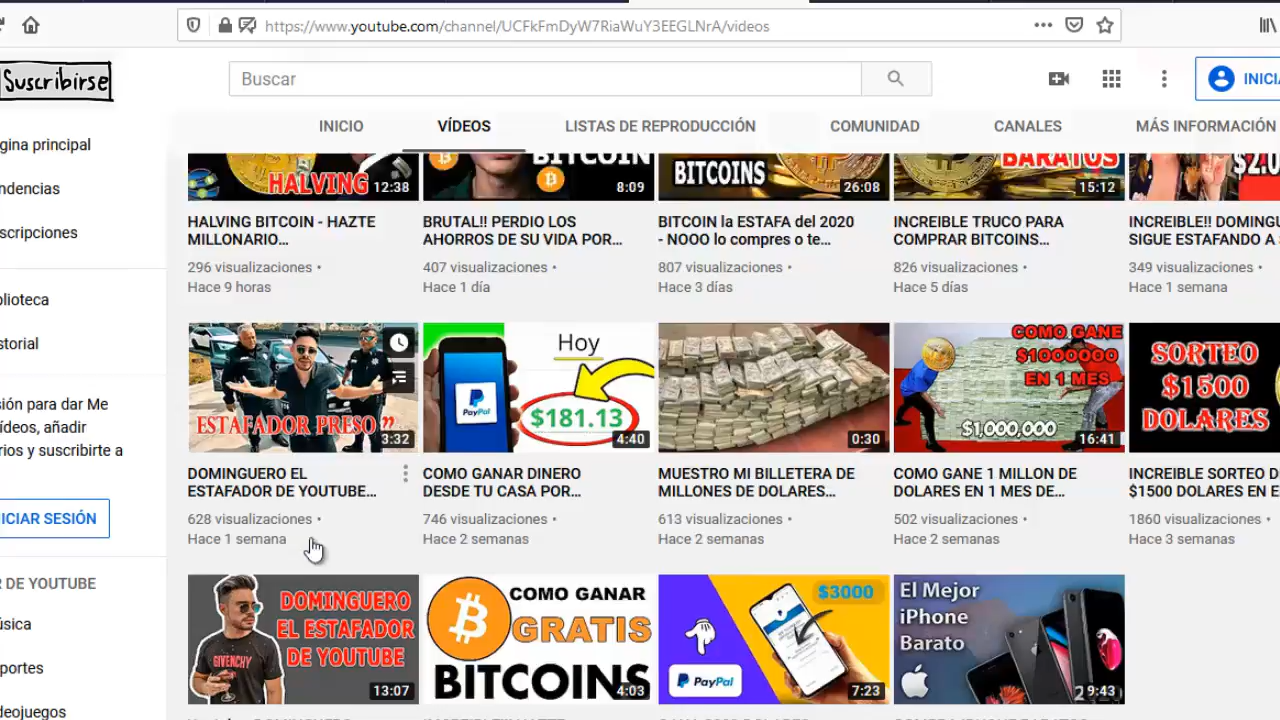 https://www.youtube.com/channel/UCFkFmDyW7RiaWuY3EEGLNrA/videos
Suscribirse
Buscar
INICIA
INICIO VÍDEOS LISTAS DE REPRODUCCIÓN COMUNIDAD CANALES MÁS INFORMACIÓN
gina principal
ndencias
scripciones
blioteca
storial
sión para dar Me
vídeos, añadir
rios y suscribirte a
ICIAR SESIÓN
R DE YOUTUBE
úsica
portes
deojuegos
HALVING
12:38
HALVING BITCOIN - HAZTE
MILLONARIO...
296 visualizaciones •
Hace 9 horas
BITCOIN
8:09
BRUTAL!! PERDIO LOS
AHORROS DE SU VIDA POR...
407 visualizaciones •
Hace 1 día
BITCOINS
26:08
BITCOIN la ESTAFA del 2020
- NOOO lo compres o te...
807 visualizaciones •
Hace 3 días
BARATOS
15:12
INCREIBLE TRUCO PARA
COMPRAR BITCOINS...
826 visualizaciones •
Hace 5 días
$2.0
INCREIBLE!! DOMINGU
SIGUE ESTAFANDO A
349 visualizaciones •
Hace 1 semana
ESTAFADOR PRESO ”
3:32
DOMINGUERO EL
ESTAFADOR DE YOUTUBE...
628 visualizaciones •
Hace 1 semana
Hoy
PayPal
$181.13
4:40
COMO GANAR DINERO
DESDE TU CASA POR...
746 visualizaciones •
Hace 2 semanas
0:30
MUESTRO MI BILLETERA DE
MILLONES DE DOLARES...
613 visualizaciones •
Hace 2 semanas
COMO GANE
$1000000
EN 1 MES
$1,000,000
16:41
COMO GANE 1 MILLON DE
DOLARES EN 1 MES DE...
502 visualizaciones •
Hace 2 semanas
SORTEO
$1500
DOLARES
INCREIBLE SORTEO D
$1500 DOLARES EN E
1860 visualizaciones •
Hace 3 semanas
DOMINGUERO
EL ESTAFADOR
DE YOUTUBE
GIVENCHY
13:07
COMO GANAR
GRATIS
BITCOINS
4:03
$3000
PayPal
7:23
El Mejor
iPhone
Barato
9:43